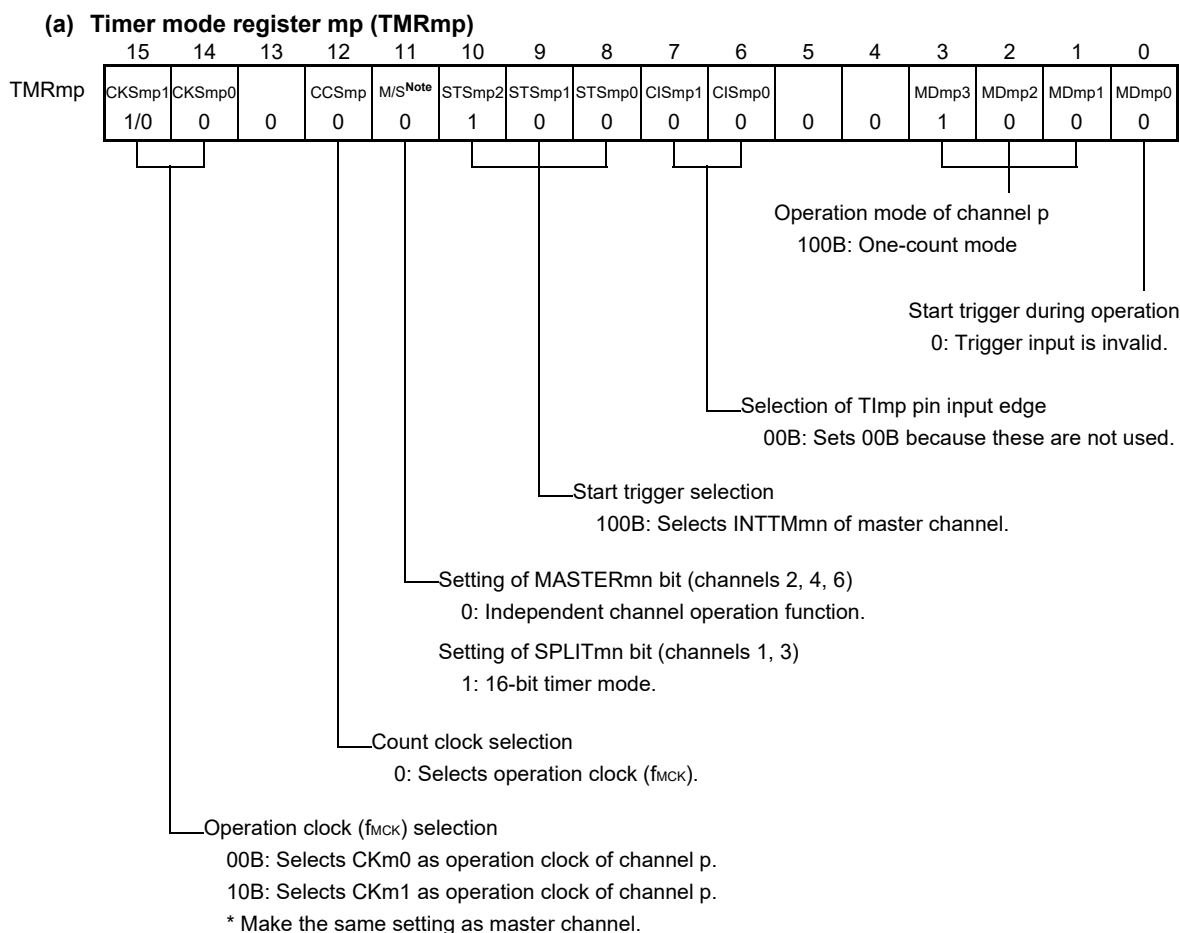 (a) Timer mode register mp (TMRmp)
15 14 13 12 11 10 9 8 7 6 5 4 3 2 1 0
TMRmp CKSmp1 CKSmp0 CCSmp M/SNote STSmp2 STSmp1 STSmp0 CISmp1 CISmp0 MDmp3 MDmp2 MDmp1 MDmp0
1/0 0 0 0 0 1 0 0 0 0 0 0 1 0 0 0
Operation mode of channel p
100B: One-count mode
Start trigger during operation
0: Trigger input is invalid.
Selection of TImp pin input edge
00B: Sets 00B because these are not used.
Start trigger selection
100B: Selects INTTMmn of master channel.
Setting of MASTERmn bit (channels 2, 4, 6)
0: Independent channel operation function.
Setting of SPLITmn bit (channels 1, 3)
1: 16-bit timer mode.
Count clock selection
0: Selects operation clock (fMCK).
Operation clock (fMCK) selection
00B: Selects CKm0 as operation clock of channel p.
10B: Selects CKm1 as operation clock of channel p.
* Make the same setting as master channel.